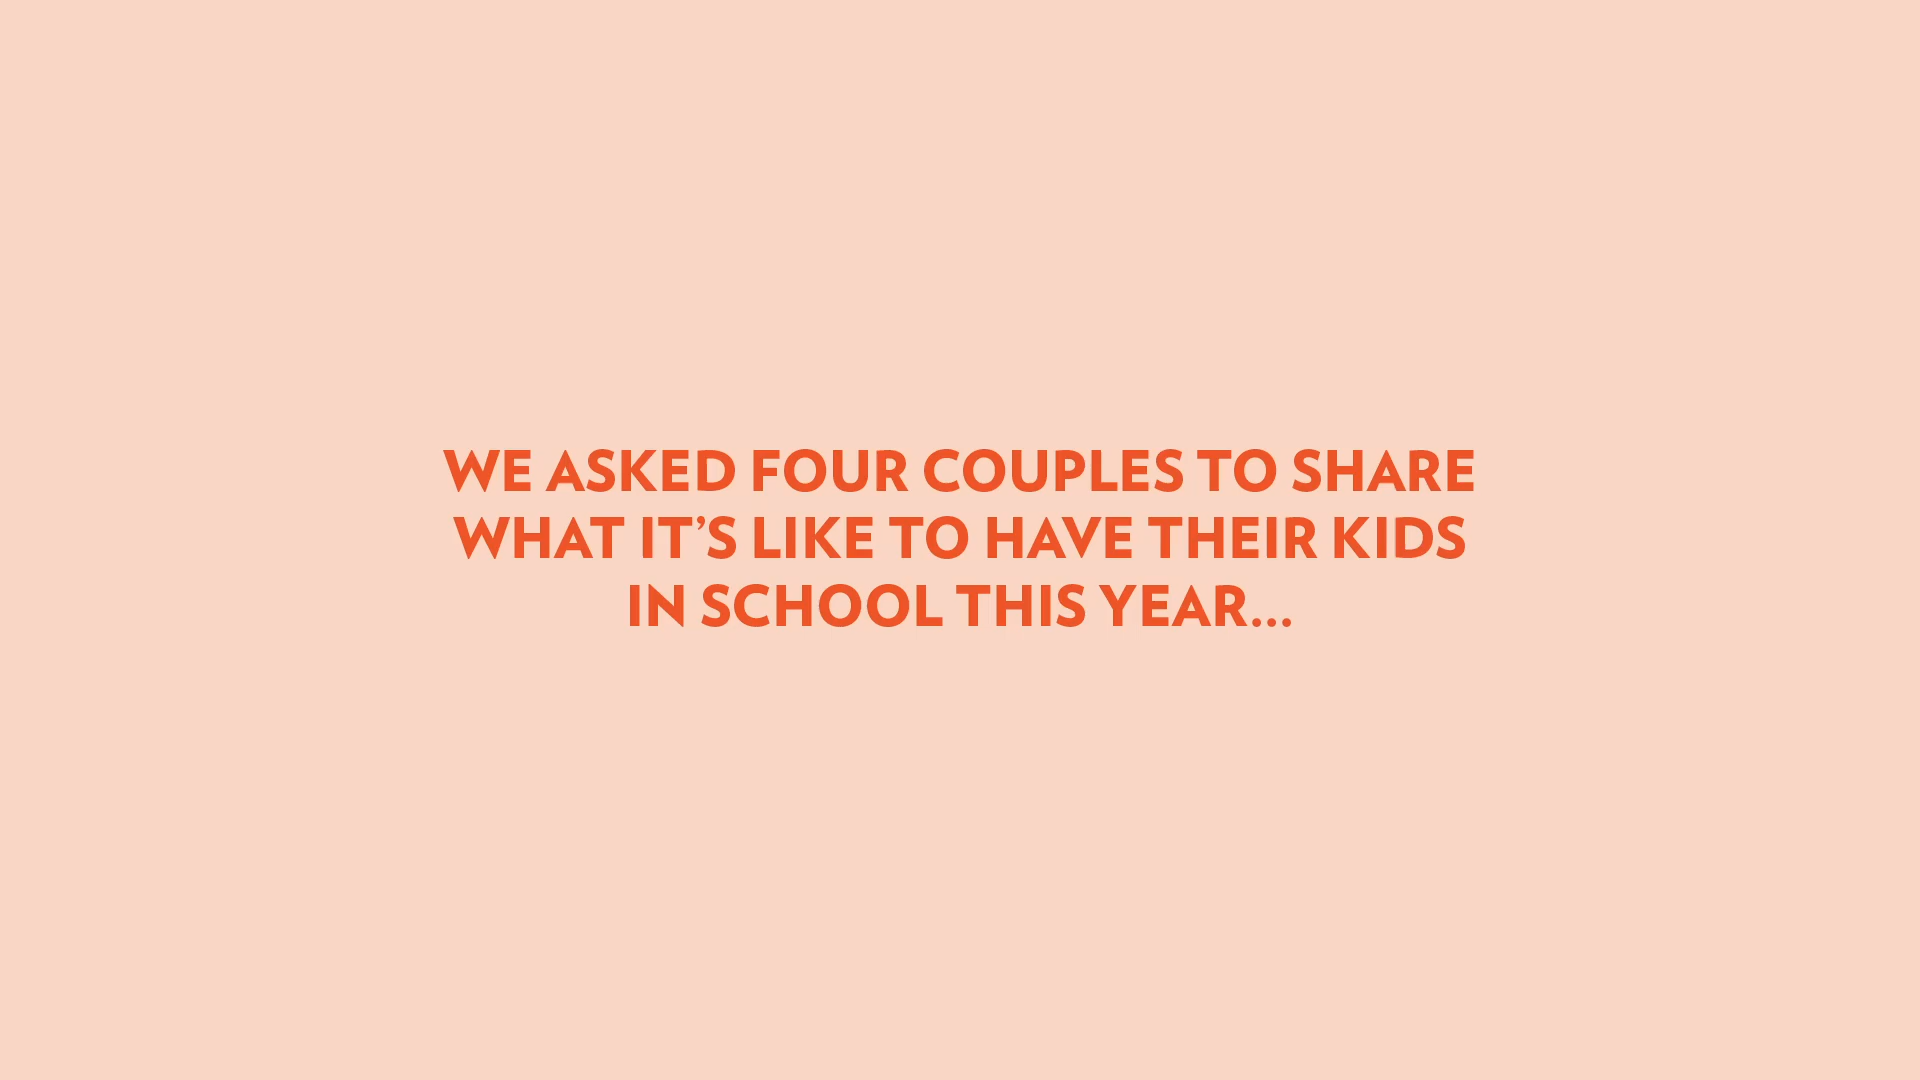 WE ASKED FOUR COUPLES TO SHARE
WHAT IT’S LIKE TO HAVE THEIR KIDS
IN SCHOOL THIS YEAR...